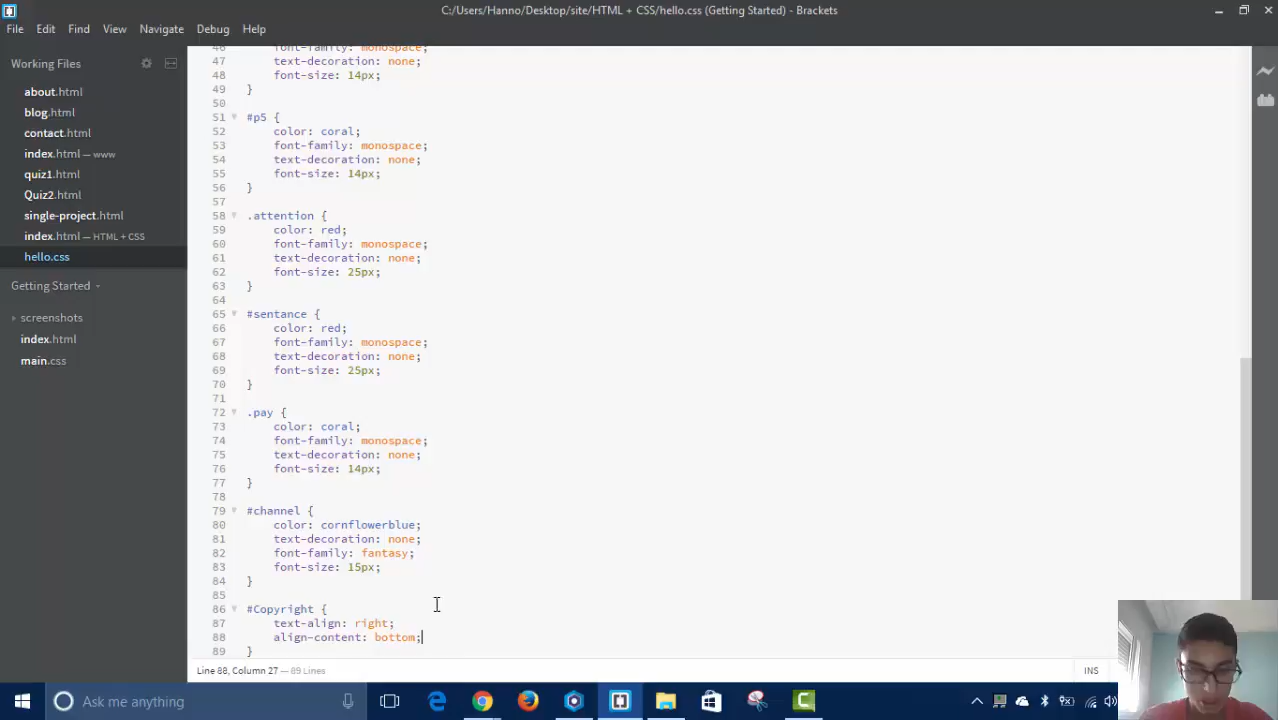 C:/Users/Hanno/Desktop/site/HTML + CSS/hello.css (Getting Started) - Brackets
File Edit Find View Navigate Debug Help
Working Files
about.html
blog.html
contact.html
index.html — www
quiz1.html
Quiz2.html
single-project.html
index.html — HTML + CSS
hello.css
Getting Started
screenshots
index.html
main.css
46 font-family: monospace;
47 text-decoration: none;
48 font-size: 14px;
49 }
50
51 #p5 {
52 color: coral;
53 font-family: monospace;
54 text-decoration: none;
55 font-size: 14px;
56 }
57
58 .attention {
59 color: red;
60 font-family: monospace;
61 text-decoration: none;
62 font-size: 25px;
63 }
64
65 #sentance {
66 color: red;
67 font-family: monospace;
68 text-decoration: none;
69 font-size: 25px;
70 }
71
72 .pay {
73 color: coral;
74 font-family: monospace;
75 text-decoration: none;
76 font-size: 14px;
77 }
78
79 #channel {
80 color: cornflowerblue;
81 text-decoration: none;
82 font-family: fantasy;
83 font-size: 15px;
84 }
85
86 #Copyright {
87 text-align: right;
88 align-content: bottom;
89 }
Line 88, Column 27 — 89 Lines
INS
Ask me anything